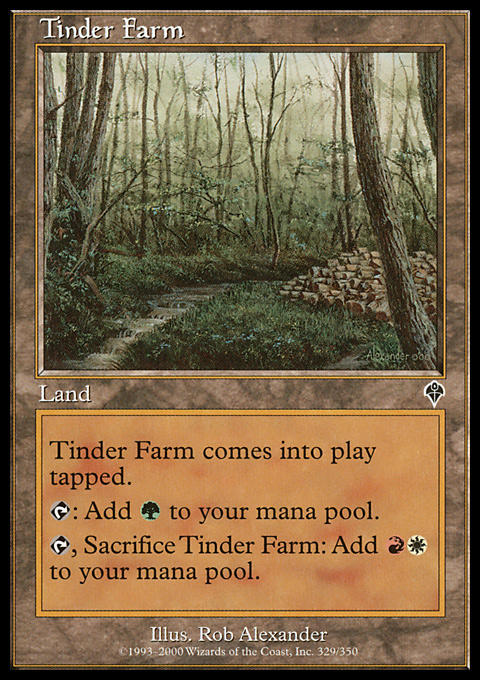 Tinder Farm
Alexander
Land
Tinder Farm comes into play
tapped.
: Add to your mana pool.
, Sacrifice Tinder Farm: Add
to your mana pool.
Illus. Rob Alexander
©1993-2000 Wizards of the Coast, Inc. 329/350